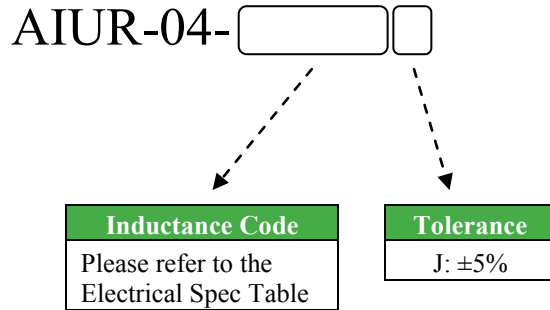 AIUR-04-
Inductance Code
Please refer to the
Electrical Spec Table
Tolerance
J: ±5%